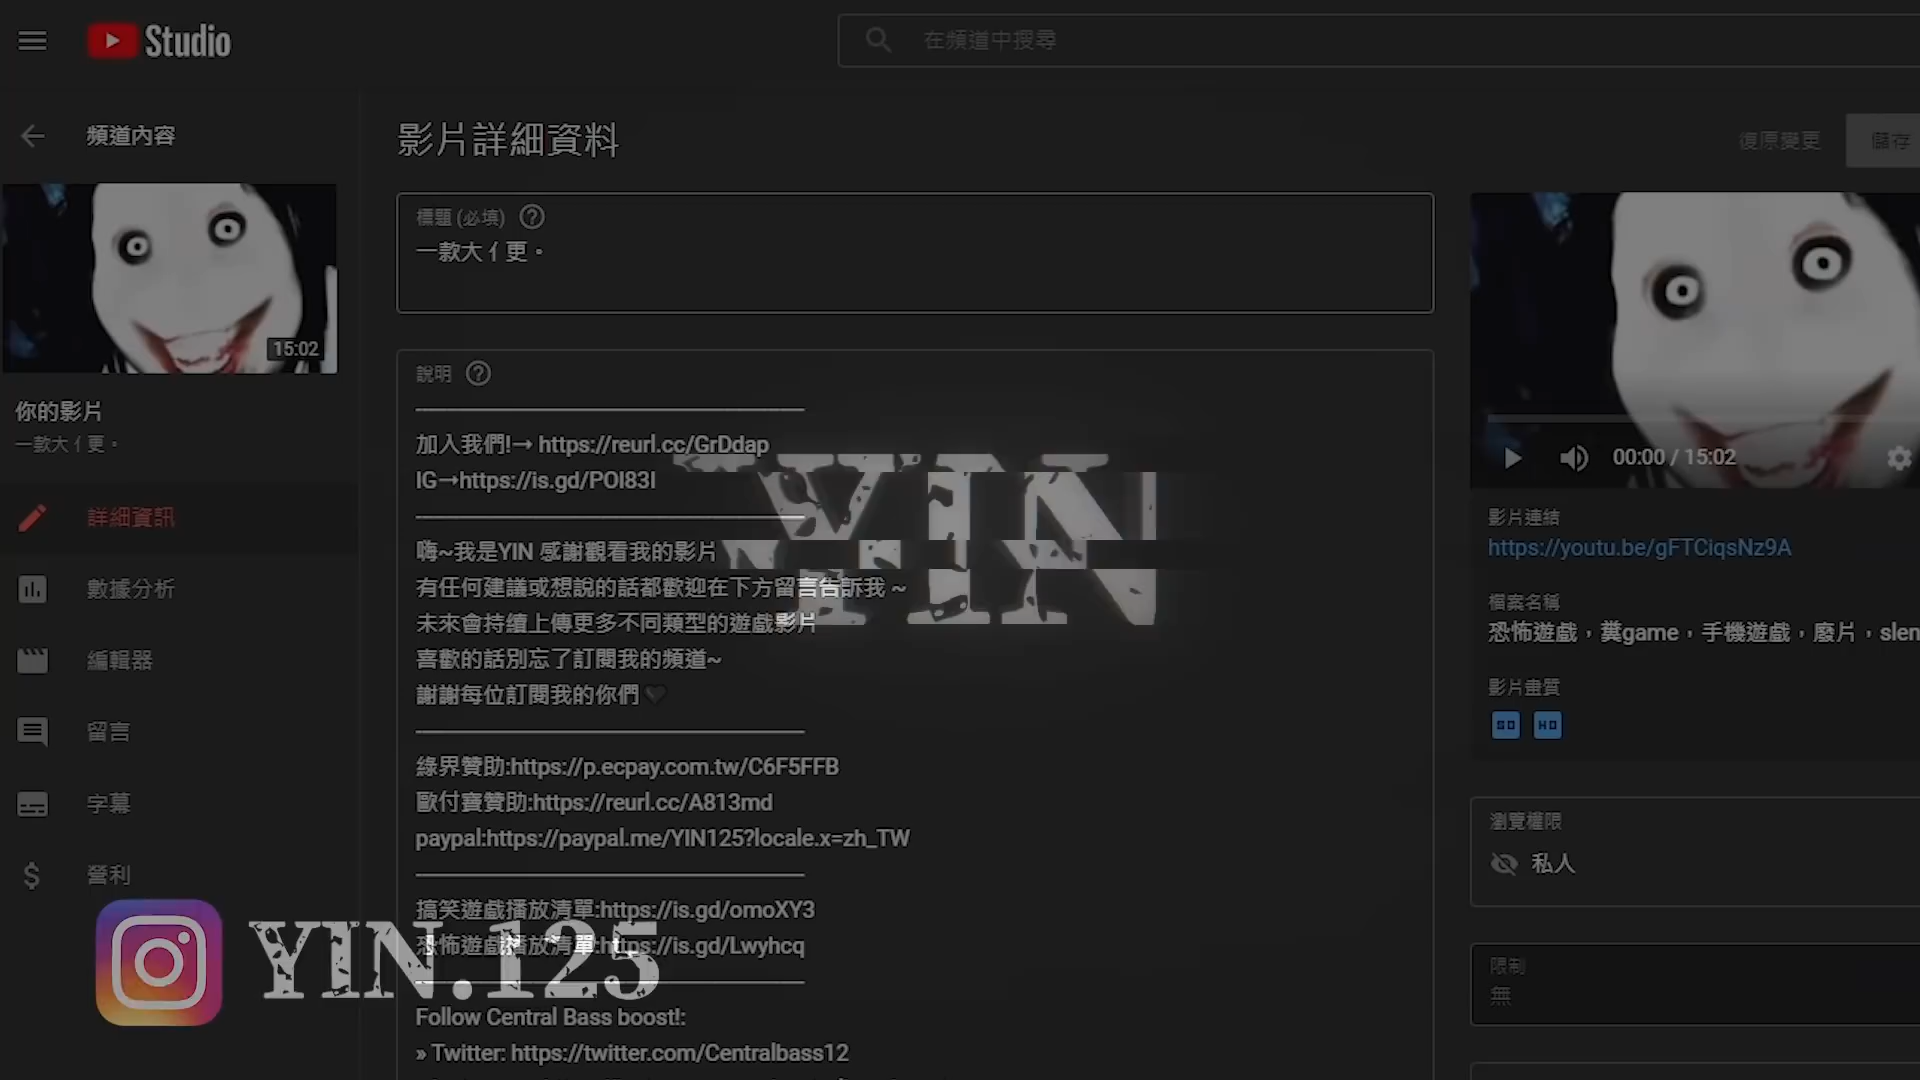 Studio
在頻道中搜尋
頻道內容
影片詳細資料
復原變更
儲存
標題 (必填)
一款大亻更。
15:02
說明
你的影片
一款大亻更。
加入我們!→ https://reurl.cc/GrDdap
IG→https://is.gd/POI83I
YIN
嗨~我是YIN 感謝觀看我的影片
有任何建議或想說的話都歡迎在下方留言告訴我 ~
未來會持續上傳更多不同類型的遊戲影片
喜歡的話別忘了訂閱我的頻道~
謝謝每位訂閱我的你們🖤
綠界贊助:https://p.ecpay.com.tw/C6F5FFB
歐付寶贊助:https://reurl.cc/A813md
paypal:https://paypal.me/YIN125?locale.x=zh_TW
搞笑遊戲播放清單:https://is.gd/omoXY3
恐怖遊戲播放清單:https://is.gd/Lwyhcq
Follow Central Bass boost!:
» Twitter: https://twitter.com/Centralbass12
詳細資訊
數據分析
編輯器
留言
字幕
營利
YIN.125
00:00 / 15:02
影片連結
https://youtu.be/gFTCiqsNz9A
檔案名稱
恐怖遊戲，糞game，手機遊戲，廢片，slen
影片畫質
SD HD
瀏覽權限
私人
限制
無